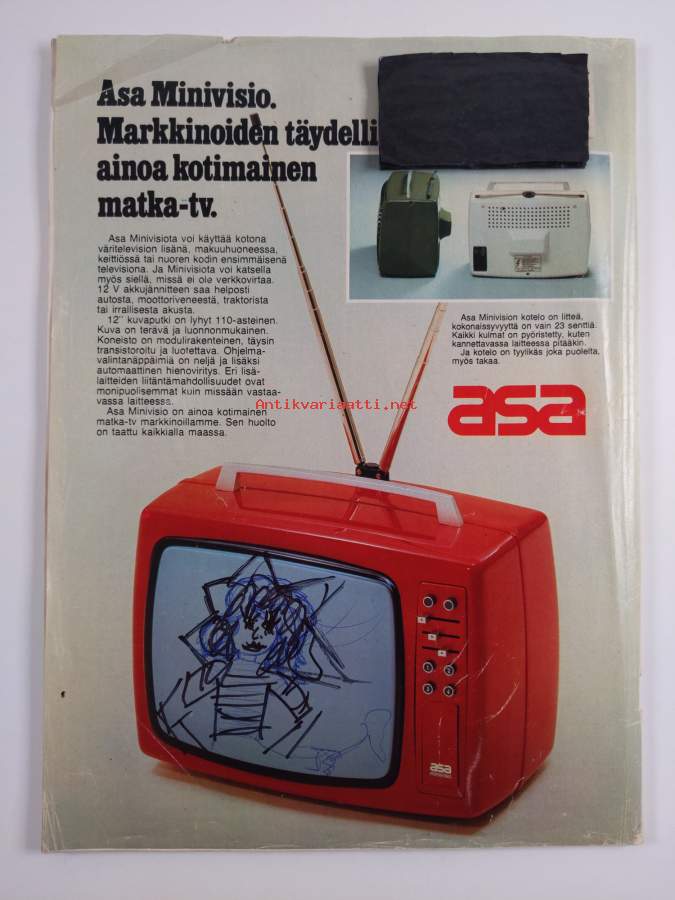 Asa Minivisio.
Markkinoiden täydelli
ainoa kotimainen
matka-tv.
Asa Minivisiota voi käyttää kotona
väritelevision lisänä, makuuhuoneessa,
keittiössä tai nuoren kodin ensimmäisenä
televisiona. Ja Minivisiota voi katsella
myös siellä, missä ei ole verkkovirtaa.
12 V akkujännitteen saa helposti
autosta, moottoriveneestä, traktorista
tai irrallisesta akusta.
12” kuvaputki on lyhyt 110-asteinen.
Kuva on terävä ja luonnonmukainen.
Koneisto on modulirakenteinen, täysin
transistoroitu ja luotettava. Ohjelma-
valintanäppäimiä on neljä ja lisäksi
automaattinen hienoviritys. Eri lisä-
laitteiden liitäntämahdollisuudet ovat
monipuolisemmat kuin missään vastaa-
vassa laitteessa.
Asa Minivisio on ainoa kotimainen
matka-tv markkinoillamme. Sen huolto
on taattu kaikkialla maassa.
Asa Minivision kotelo on litteä,
kokonaissyvyyttä on vain 23 senttiä.
Kaikki kulmat on pyöristetty, kuten
kannettavassa laitteessa pitääkin.
Ja kotelo on tyylikäs joka puolelta,
myös takaa.
asa
Antikvariaatti.net
1 2
3 4
asa